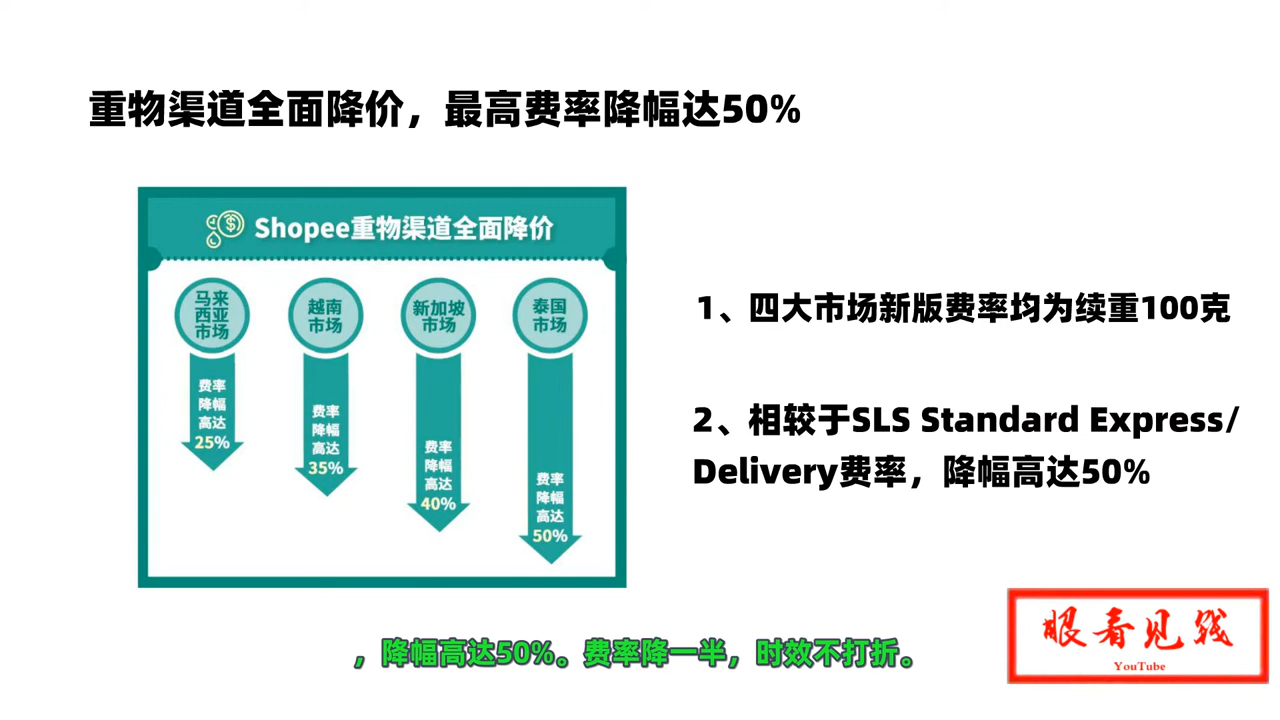 重物渠道全面降价，最高费率降幅达50%
Shopee重物渠道全面降价
马来
西亚
市场
费率
降幅
高达
25%
越南
市场
费率
降幅
高达
35%
新加坡
市场
费率
降幅
高达
40%
泰国
市场
费率
降幅
高达
50%
1、四大市场新版费率均为续重100克
2、相较于SLS Standard Express/
Delivery费率，降幅高达50%
，降幅高达50%。费率降一半，时效不打折。
眼看见钱
YouTube